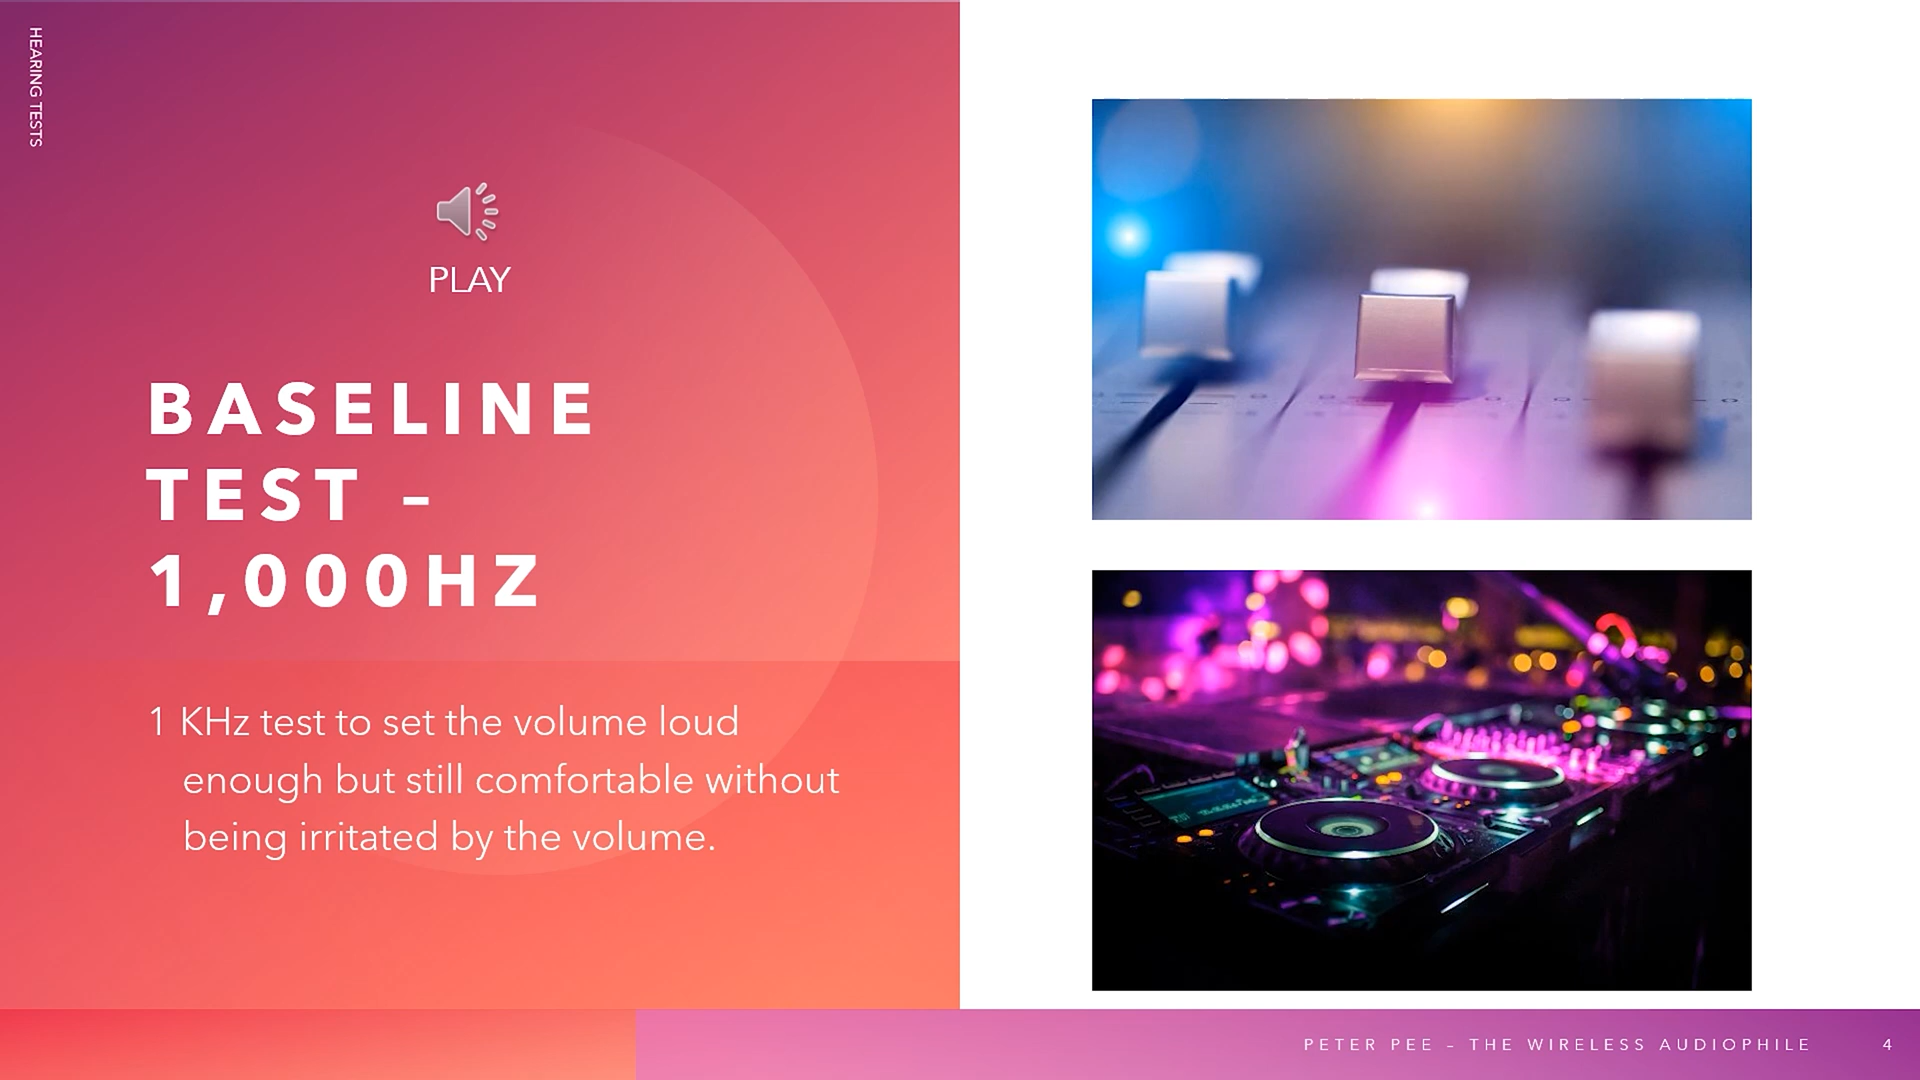 HEARING TESTS
PLAY
BASELINE
TEST –
1,000HZ
1 KHz test to set the volume loud
enough but still comfortable without
being irritated by the volume.
PETER PEE – THE WIRELESS AUDIOPHILE 4